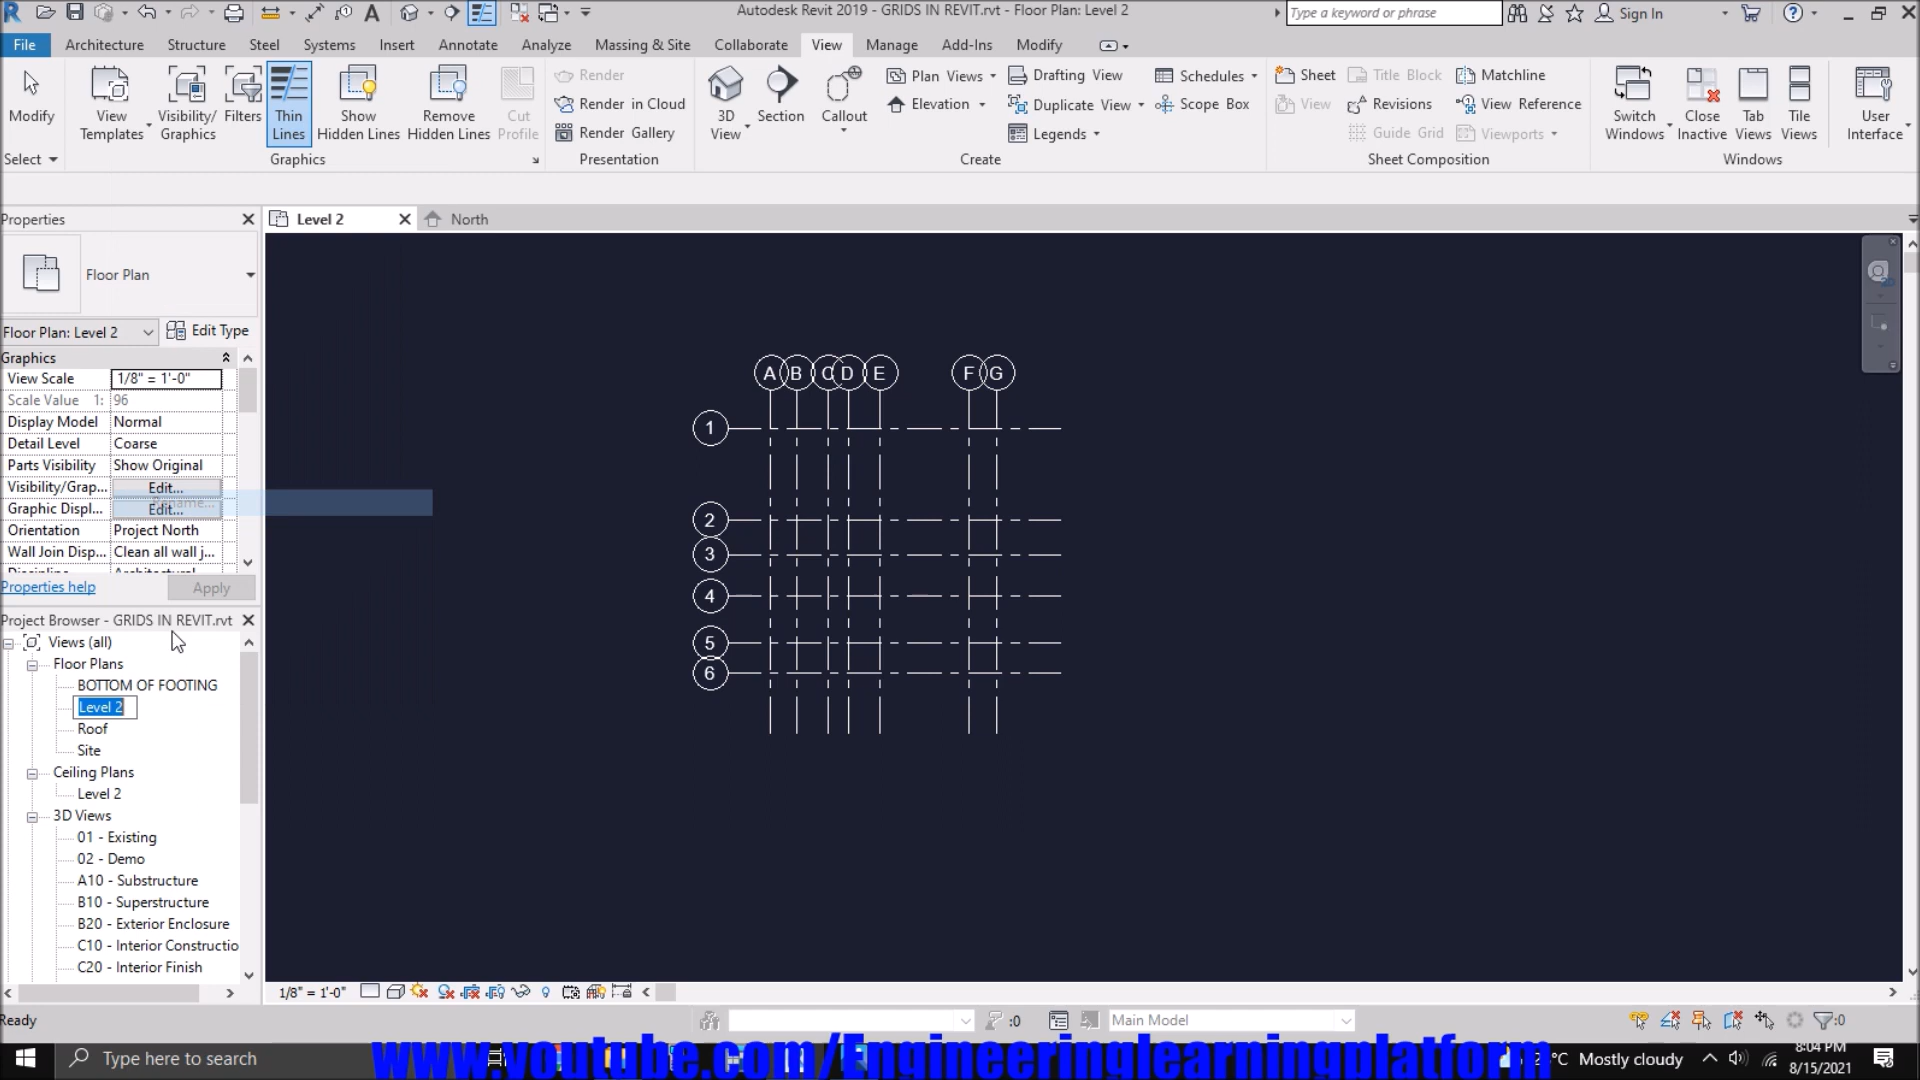 Autodesk Revit 2019 - GRIDS IN REVIT.rvt - Floor Plan: Level 2
Type a keyword or phrase
Sign In
File
Architecture
Structure
Steel
Systems
Insert
Annotate
Analyze
Massing & Site
Collaborate
View
Manage
Add-Ins
Modify
Modify
View Templates
Visibility/ Graphics
Filters
Thin Lines
Show Hidden Lines
Remove Hidden Lines
Cut Profile
Render
Render in Cloud
Render Gallery
3D View
Section
Callout
Plan Views
Elevation
Drafting View
Duplicate View
Legends
Schedules
Scope Box
Sheet
View
Title Block
Revisions
Guide Grid
Matchline
View Reference
Viewports
Switch Windows
Close Inactive
Tab Views
Tile Views
User Interface
Select
Graphics
Presentation
Create
Sheet Composition
Windows
Properties
Level 2
North
Floor Plan
Floor Plan: Level 2
Edit Type
Graphics
View Scale 1/8" = 1'-0"
Scale Value 1: 96
Display Model Normal
Detail Level Coarse
Parts Visibility Show Original
Visibility/Grap... Edit...
Graphic Displ... Edit...
Rename...
Orientation Project North
Wall Join Disp... Clean all wall j...
Properties help
Apply
Project Browser - GRIDS IN REVIT.rvt
Views (all)
Floor Plans
BOTTOM OF FOOTING
Level 2
Roof
Site
Ceiling Plans
Level 2
3D Views
01 - Existing
02 - Demo
A10 - Substructure
B10 - Superstructure
B20 - Exterior Enclosure
C10 - Interior Constructio
C20 - Interior Finish
A B C D E F G
1
2
3
4
5
6
1/8" = 1'-0"
Ready
:0
Main Model
:0
Type here to search
www.youtube.com/Engineeringlearningplatform
°C Mostly cloudy
8:04 PM
8/15/2021